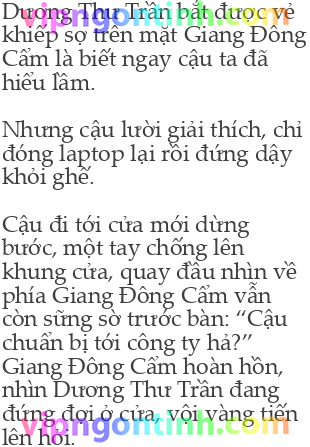 Dương Thư Trần bắt được vẻ
khiếp sợ trên mặt Giang Đông
Cẩm là biết ngay cậu ta đã
hiểu lầm.
Nhưng cậu lười giải thích, chỉ
đóng laptop lại rồi đứng dậy
khỏi ghế.
Cậu đi tới cửa mới dừng
bước, một tay chống lên
khung cửa, quay đầu nhìn về
phía Giang Đông Cẩm vẫn
còn sững sờ trước bàn: “Cậu
chuẩn bị tới công ty hả?”
Giang Đông Cẩm hoàn hồn,
nhìn Dương Thư Trần đang
đứng đợi ở cửa, vội vàng tiến
lên hỏi:
vipngontinh.com
vipngontinh.com